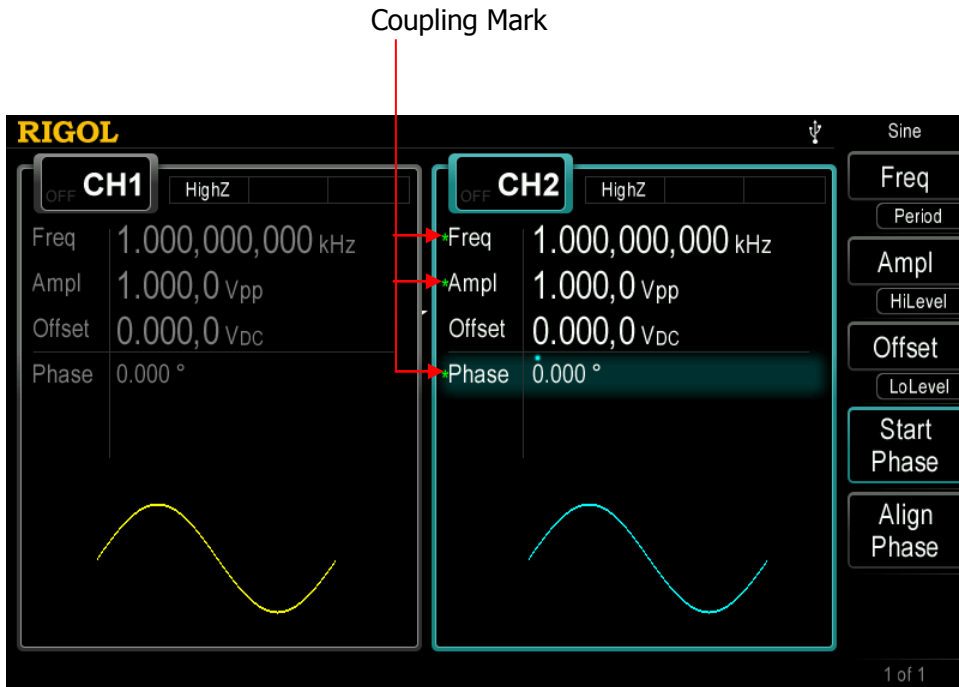 Coupling Mark
RIGOL
Sine
OFF CH1 HighZ
Freq 1.000,000,000 kHz
Ampl 1.000,0 Vpp
Offset 0.000,0 VDC
Phase 0.000 °
OFF CH2 HighZ
*Freq 1.000,000,000 kHz
*Ampl 1.000,0 Vpp
Offset 0.000,0 VDC
*Phase 0.000 °
Freq
Period
Ampl
HiLevel
Offset
LoLevel
Start
Phase
Align
Phase
1 of 1